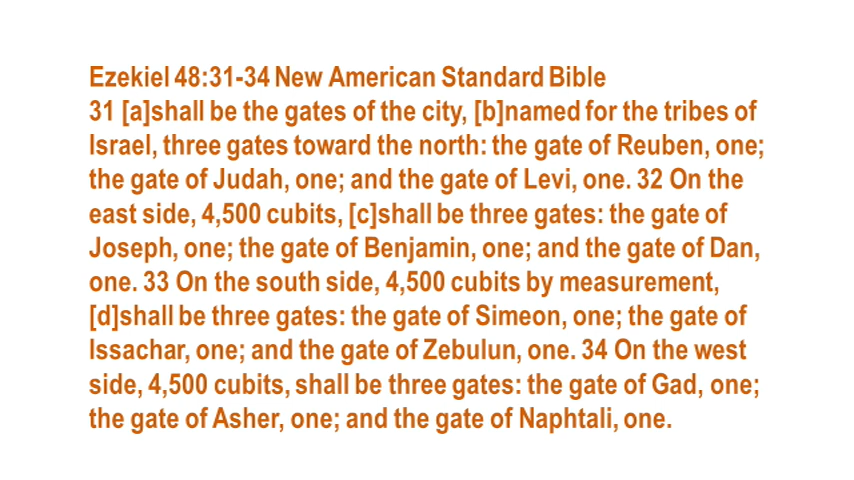 Ezekiel 48:31-34 New American Standard Bible
31 [a]shall be the gates of the city, [b]named for the tribes of
Israel, three gates toward the north: the gate of Reuben, one;
the gate of Judah, one; and the gate of Levi, one. 32 On the
east side, 4,500 cubits, [c]shall be three gates: the gate of
Joseph, one; the gate of Benjamin, one; and the gate of Dan,
one. 33 On the south side, 4,500 cubits by measurement,
[d]shall be three gates: the gate of Simeon, one; the gate of
Issachar, one; and the gate of Zebulun, one. 34 On the west
side, 4,500 cubits, shall be three gates: the gate of Gad, one;
the gate of Asher, one; and the gate of Naphtali, one.